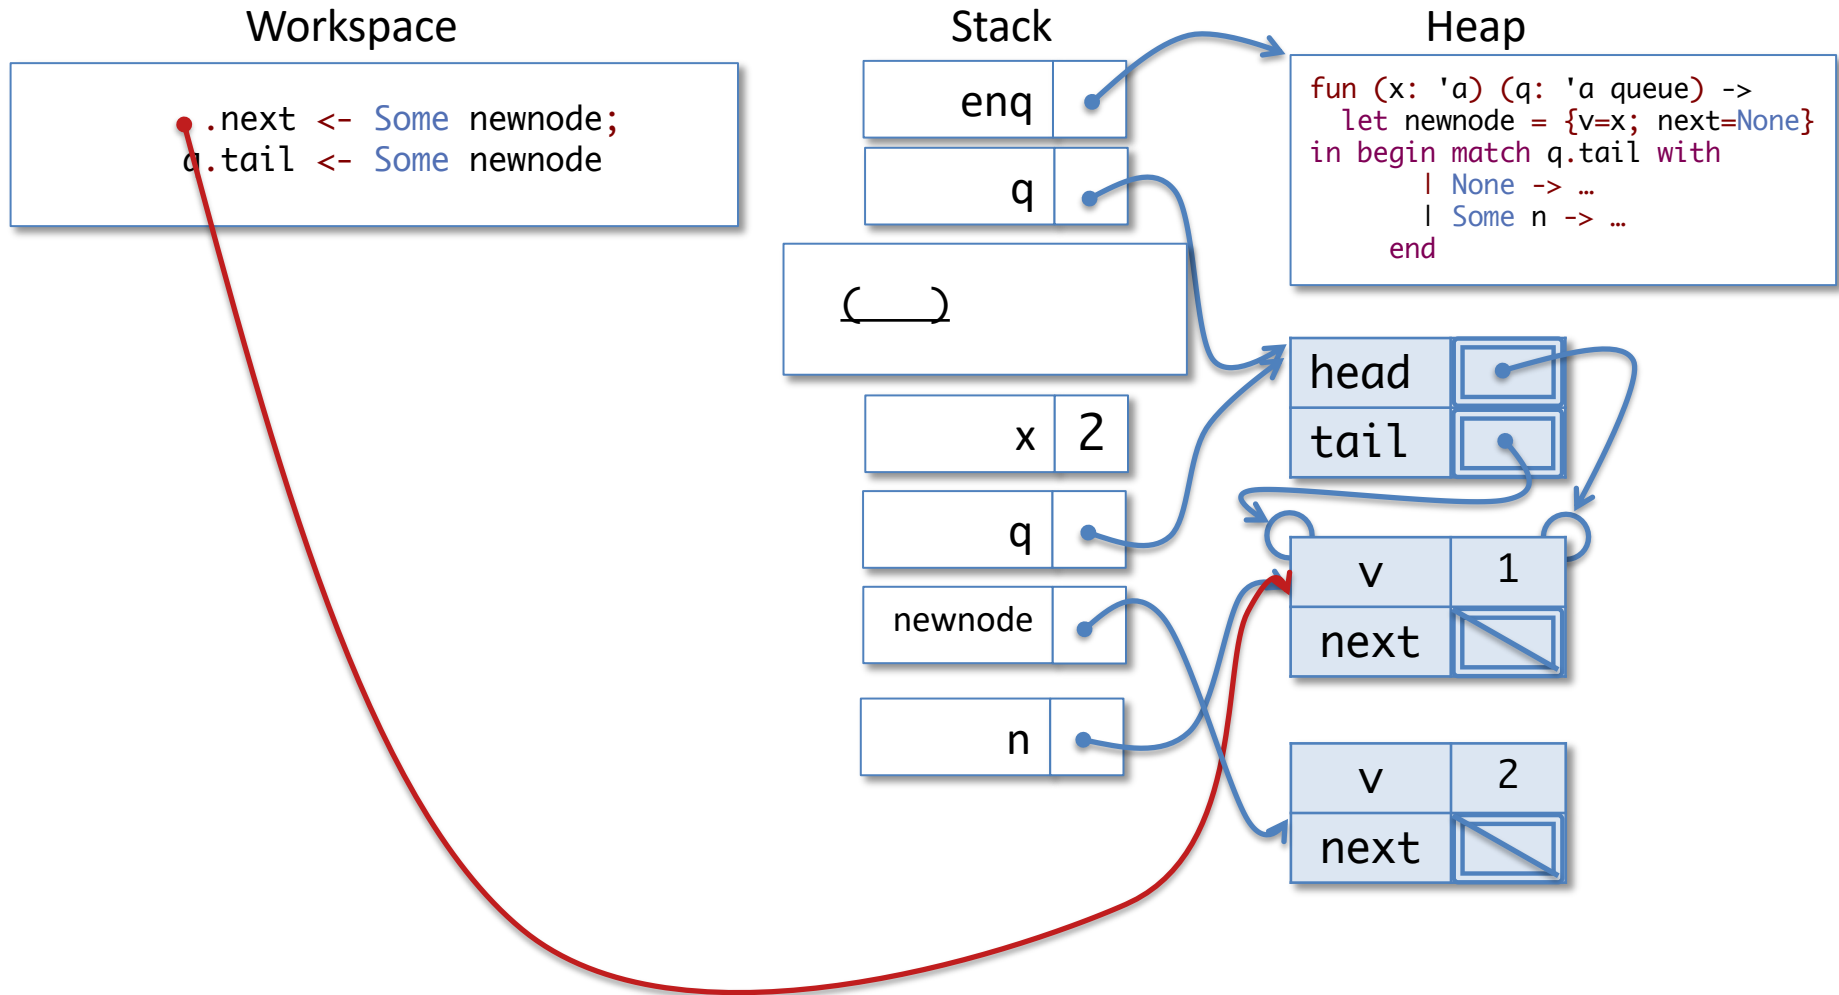 Workspace
.next <- Some newnode;
q.tail <- Some newnode
Stack
enq
q
(    )
x 2
q
newnode
n
Heap
fun (x: 'a) (q: 'a queue) ->
let newnode = {v=x; next=None}
in begin match q.tail with
| None -> …
| Some n -> …
end
head
tail
v 1
next
v 2
next